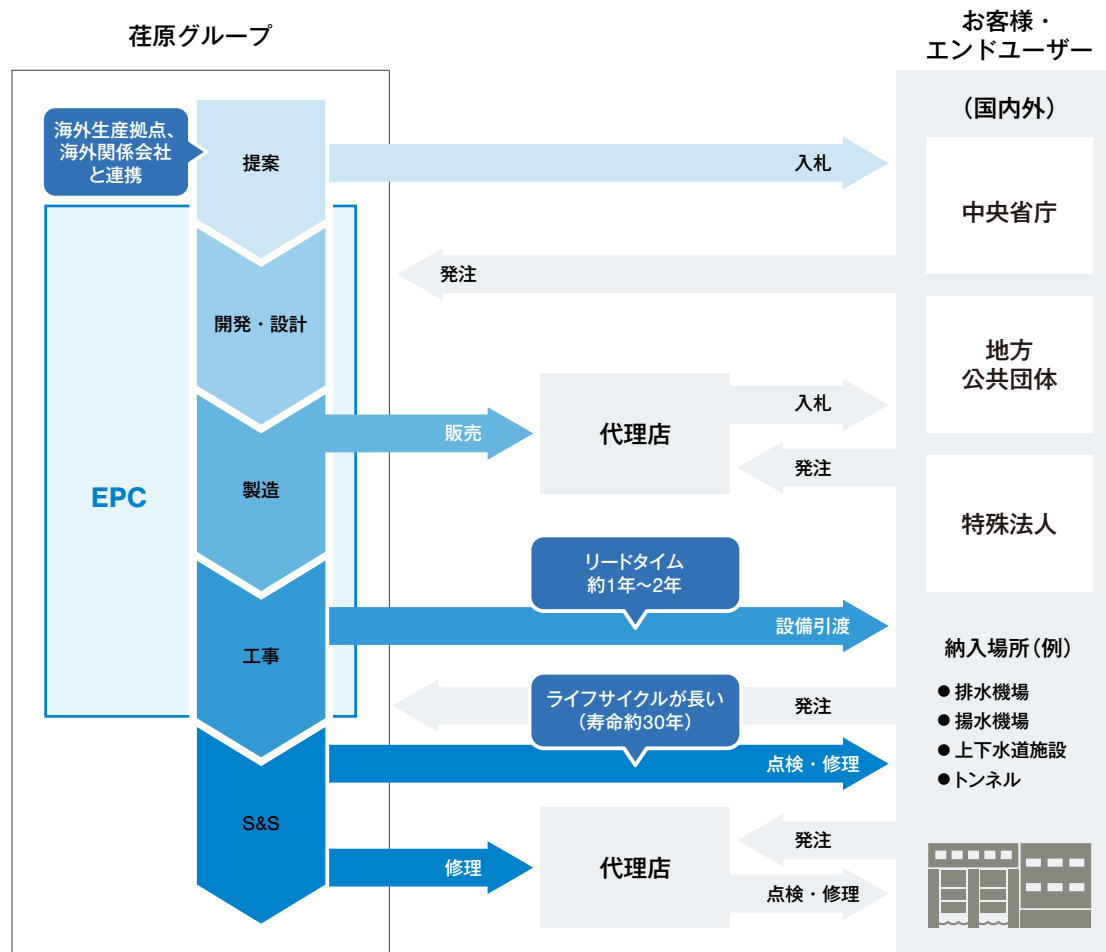 荏原グループ
お客様・
エンドユーザー
(国内外)
海外生産拠点、
海外関係会社
と連携
提案
入札
中央省庁
発注
開発・設計
地方
公共団体
販売
代理店
入札
発注
製造
EPC
特殊法人
リードタイム
約1年〜2年
設備引渡
工事
納入場所(例)
●排水機場
●揚水機場
●上下水道施設
●トンネル
ライフサイクルが長い
(寿命約30年)
発注
点検・修理
S&S
修理
代理店
発注
点検・修理